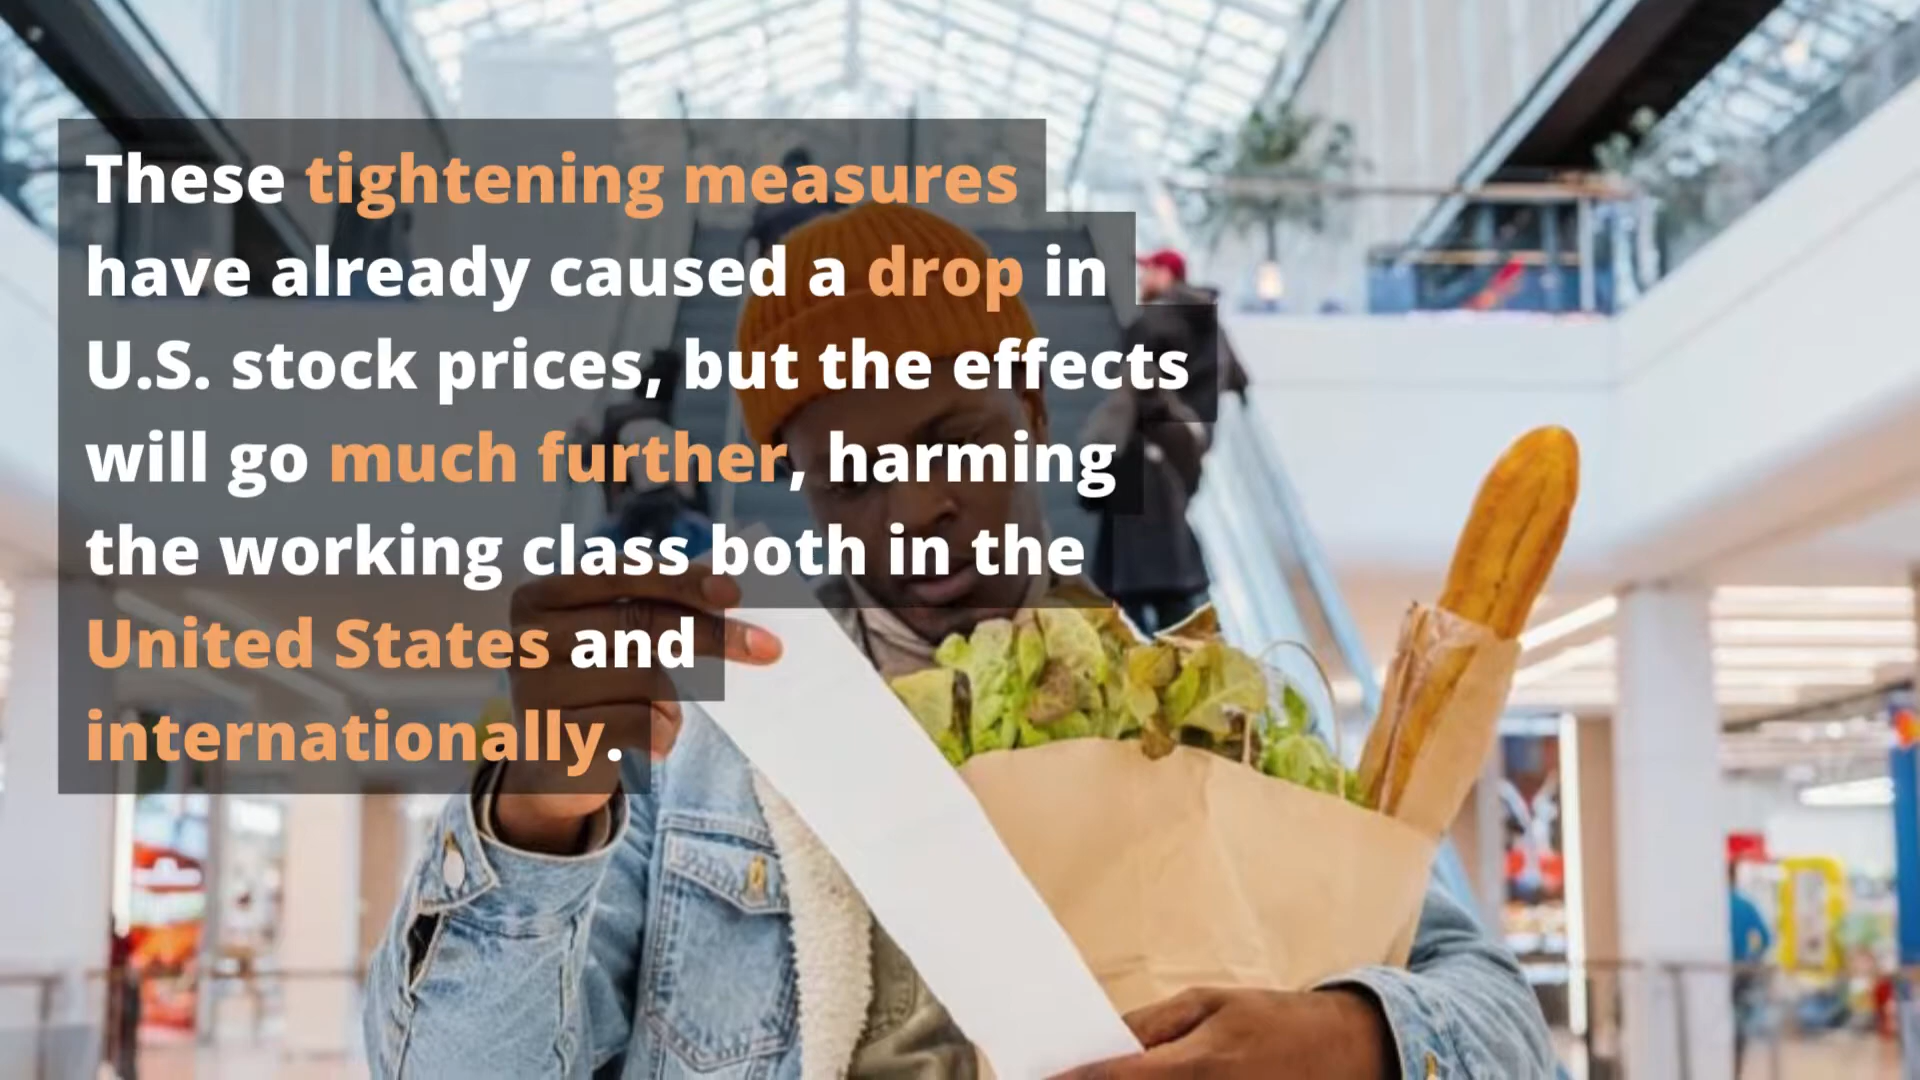 These tightening measures
have already caused a drop in
U.S. stock prices, but the effects
will go much further, harming
the working class both in the
United States and
internationally.